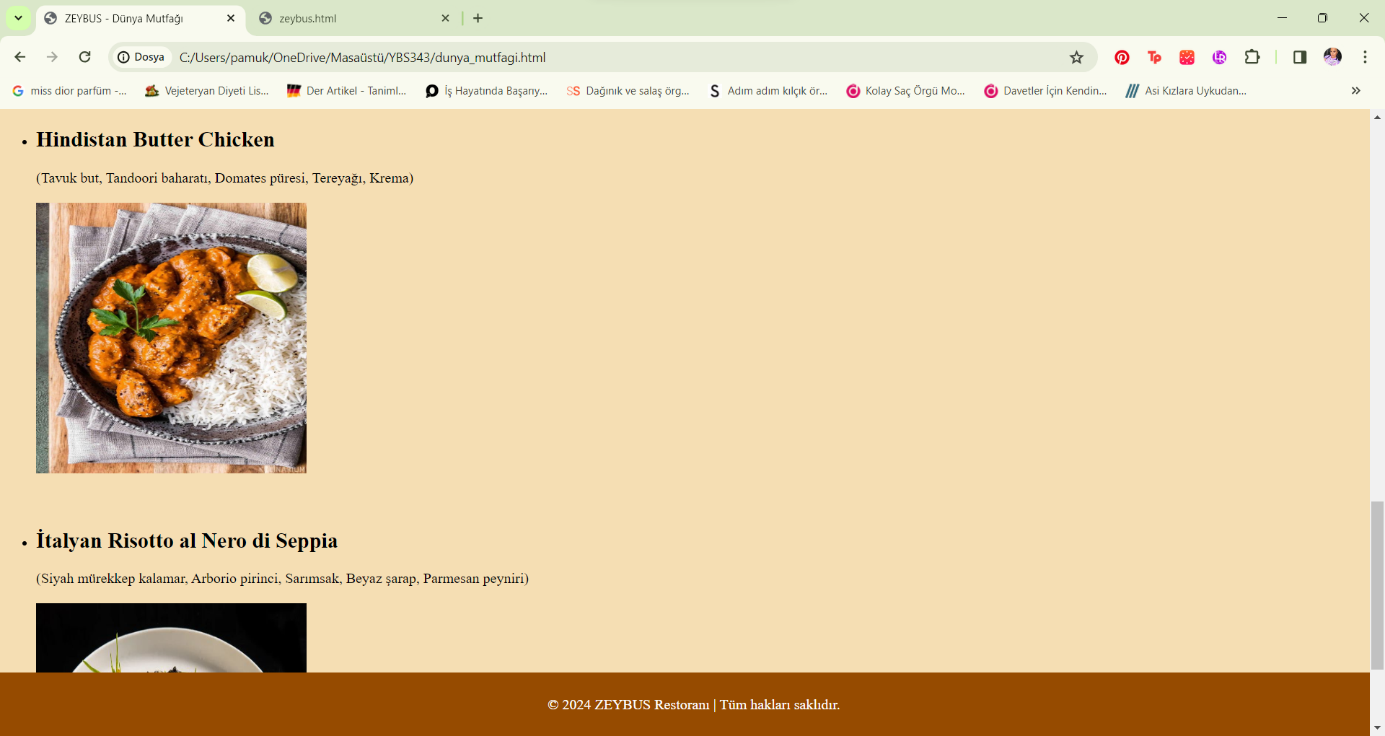 ZEYBUS - Dünya Mutfağı
zeybus.html
Dosya
C:/Users/pamuk/OneDrive/Masaüstü/YBS343/dunya_mutfagi.html
miss dior parfüm -...
Vejeteryan Diyeti Lis...
Der Artikel - Taniml...
İş Hayatında Başarıy...
SS
Dağınık ve salaş örg...
S
Adım adım kılçık ör...
Kolay Saç Örgü Mo...
Davetler İçin Kendin...
Asi Kızlara Uykudan...
Hindistan Butter Chicken
(Tavuk but, Tandoori baharatı, Domates püresi, Tereyağı, Krema)
İtalyan Risotto al Nero di Seppia
(Siyah mürekkep kalamar, Arborio pirinci, Sarımsak, Beyaz şarap, Parmesan peyniri)
© 2024 ZEYBUS Restoranı | Tüm hakları saklıdır.